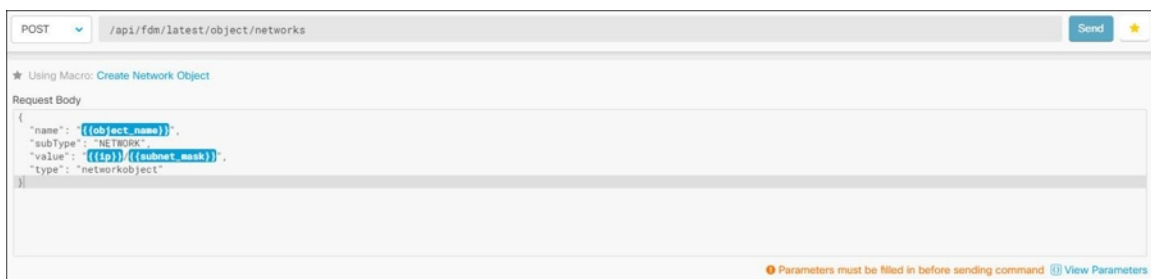 POST /api/fdm/latest/object/networks Send
Using Macro: Create Network Object
Request Body
{
"name": "{{object_name}}",
"subType": "NETWORK",
"value": "{{ip}}/{{subnet_mask}}",
"type": "networkobject"
}
Parameters must be filled in before sending command View Parameters